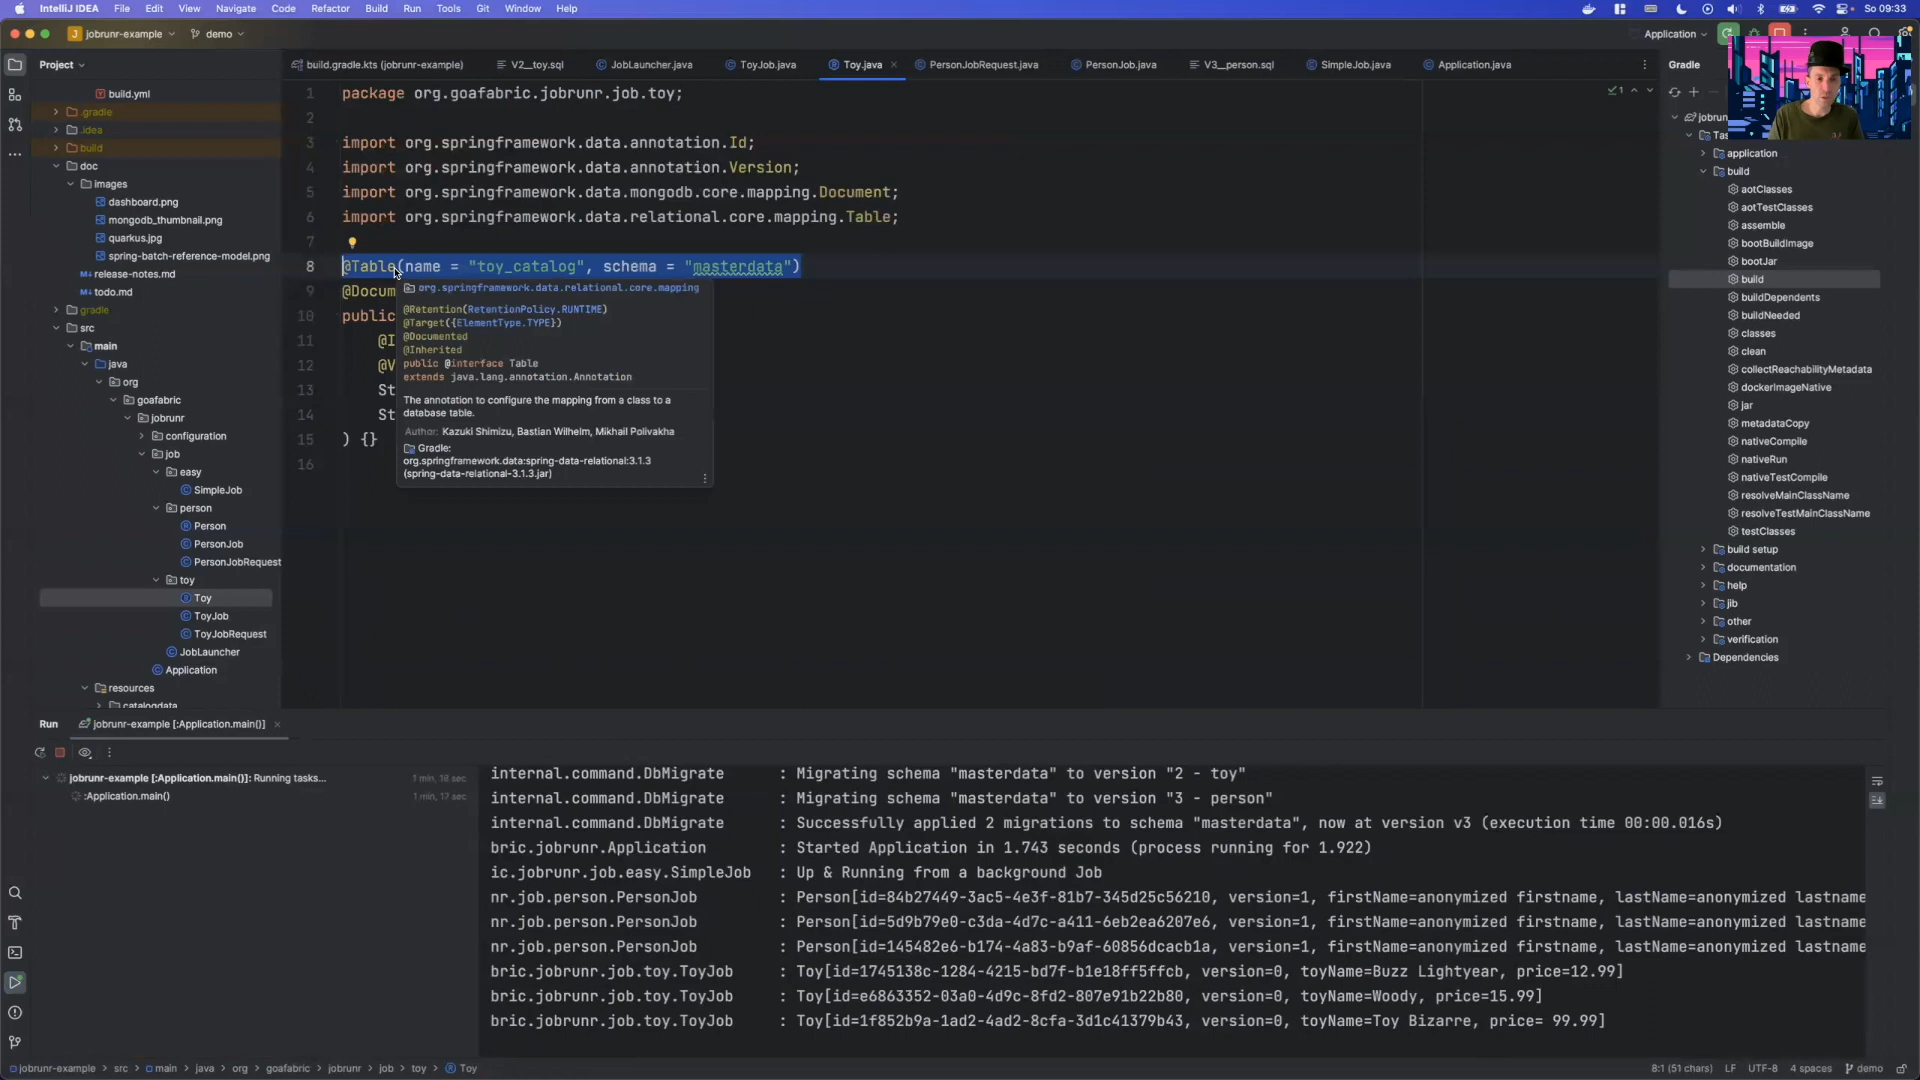 IntelliJ IDEA File Edit View Navigate Code Refactor Build Run Tools Git Window Help
So 09:33
jobrunr-example
demo
Application
Project
build.gradle.kts (jobrunr-example)
V2__toy.sql
JobLauncher.java
ToyJob.java
Toy.java
PersonJobRequest.java
PersonJob.java
V3__person.sql
SimpleJob.java
Application.java
Gradle
build.yml
.gradle
.idea
build
doc
images
dashboard.png
mongodb_thumbnail.png
quarkus.jpg
spring-batch-reference-model.png
release-notes.md
todo.md
gradle
src
main
java
org
goafabric
jobrunr
configuration
job
easy
SimpleJob
person
Person
PersonJob
PersonJobRequest
toy
Toy
ToyJob
ToyJobRequest
JobLauncher
Application
resources
catalogdata
1 package org.goafabric.jobrunr.job.toy;
2
3 import org.springframework.data.annotation.Id;
4 import org.springframework.data.annotation.Version;
5 import org.springframework.data.mongodb.core.mapping.Document;
6 import org.springframework.data.relational.core.mapping.Table;
7
8 @Table(name = "toy_catalog", schema = "masterdata")
9 @Docum
10 public
11 @I
12 @V
13 St
14 St
15 ) {}
16
1
org.springframework.data.relational.core.mapping
@Retention(RetentionPolicy.RUNTIME)
@Target({ElementType.TYPE})
@Documented
@Inherited
public @interface Table
extends java.lang.annotation.Annotation
The annotation to configure the mapping from a class to a
database table.
Author: Kazuki Shimizu, Bastian Wilhelm, Mikhail Polivakha
Gradle:
org.springframework.data:spring-data-relational:3.1.3
(spring-data-relational-3.1.3.jar)
jobrun
Tas
application
build
aotClasses
aotTestClasses
assemble
bootBuildImage
bootJar
build
buildDependents
buildNeeded
classes
clean
collectReachabilityMetadata
dockerImageNative
jar
metadataCopy
nativeCompile
nativeRun
nativeTestCompile
resolveMainClassName
resolveTestMainClassName
testClasses
build setup
documentation
help
jib
other
verification
Dependencies
Run
jobrunr-example [:Application.main()]
jobrunr-example [:Application.main()]: Running tasks... 1 min, 18 sec
:Application.main() 1 min, 17 sec
internal.command.DbMigrate : Migrating schema "masterdata" to version "2 - toy"
internal.command.DbMigrate : Migrating schema "masterdata" to version "3 - person"
internal.command.DbMigrate : Successfully applied 2 migrations to schema "masterdata", now at version v3 (execution time 00:00.016s)
bric.jobrunr.Application : Started Application in 1.743 seconds (process running for 1.922)
ic.jobrunr.job.easy.SimpleJob : Up & Running from a background Job
nr.job.person.PersonJob : Person[id=84b27449-3ac5-4e3f-81b7-345d25c56210, version=1, firstName=anonymized firstname, lastName=anonymized lastname
nr.job.person.PersonJob : Person[id=5d9b79e0-c3da-4d7c-a411-6eb2ea6207e6, version=1, firstName=anonymized firstname, lastName=anonymized lastname
nr.job.person.PersonJob : Person[id=145482e6-b174-4a83-b9af-60856dcacb1a, version=1, firstName=anonymized firstname, lastName=anonymized lastname
bric.jobrunr.job.toy.ToyJob : Toy[id=1745138c-1284-4215-bd7f-b1e18ff5ffcb, version=0, toyName=Buzz Lightyear, price=12.99]
bric.jobrunr.job.toy.ToyJob : Toy[id=e6863352-03a0-4d9c-8fd2-807e91b22b80, version=0, toyName=Woody, price=15.99]
bric.jobrunr.job.toy.ToyJob : Toy[id=1f852b9a-1ad2-4ad2-8cfa-3d1c41379b43, version=0, toyName=Toy Bizarre, price= 99.99]
jobrunr-example > src > main > java > org > goafabric > jobrunr > job > toy > Toy
8:1 (51 chars) LF UTF-8 4 spaces demo